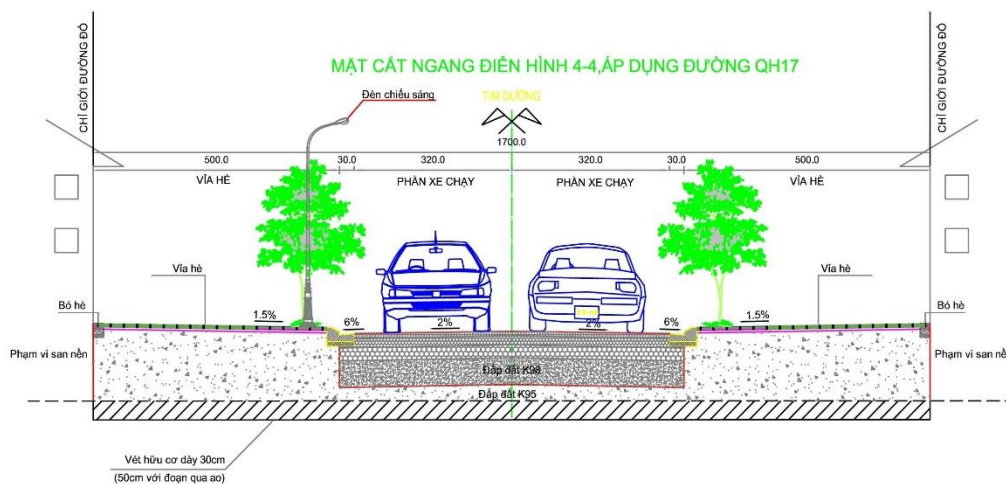 MẶT CẮT NGANG ĐIỂN HÌNH 4-4,ÁP DỤNG ĐƯỜNG QH17
CHỈ GIỚI ĐƯỜNG ĐỎ
CHỈ GIỚI ĐƯỜNG ĐỎ
Đèn chiếu sáng
TIM ĐƯỜNG
1700.0
500.0 30.0 320.0 320.0 30.0 500.0
VỈA HÈ PHẦN XE CHẠY PHẦN XE CHẠY VỈA HÈ
Vỉa hè Vỉa hè
Bó hè Bó hè
1.5% 6% 2% 2% 6% 1.5%
Phạm vi san nền Phạm vi san nề
Đắp đất K98
Đắp đất K95
Vét hữu cơ dày 30cm
(50cm với đoạn qua ao)